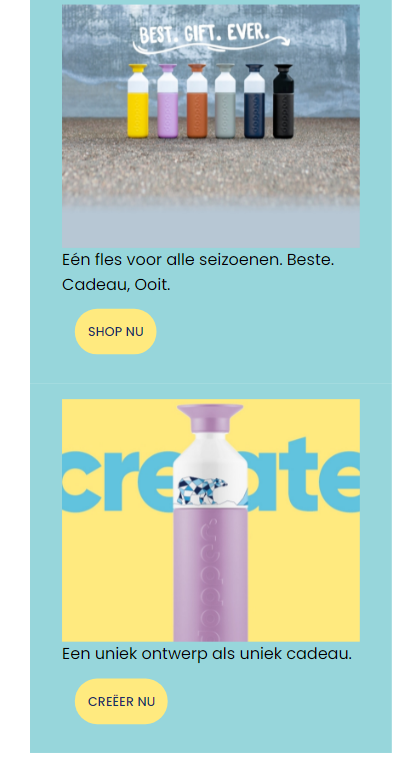 BEST. GIFT. EVER.
Eén fles voor alle seizoenen. Beste.
Cadeau, Ooit.
SHOP NU
create
Een uniek ontwerp als uniek cadeau.
CREËER NU